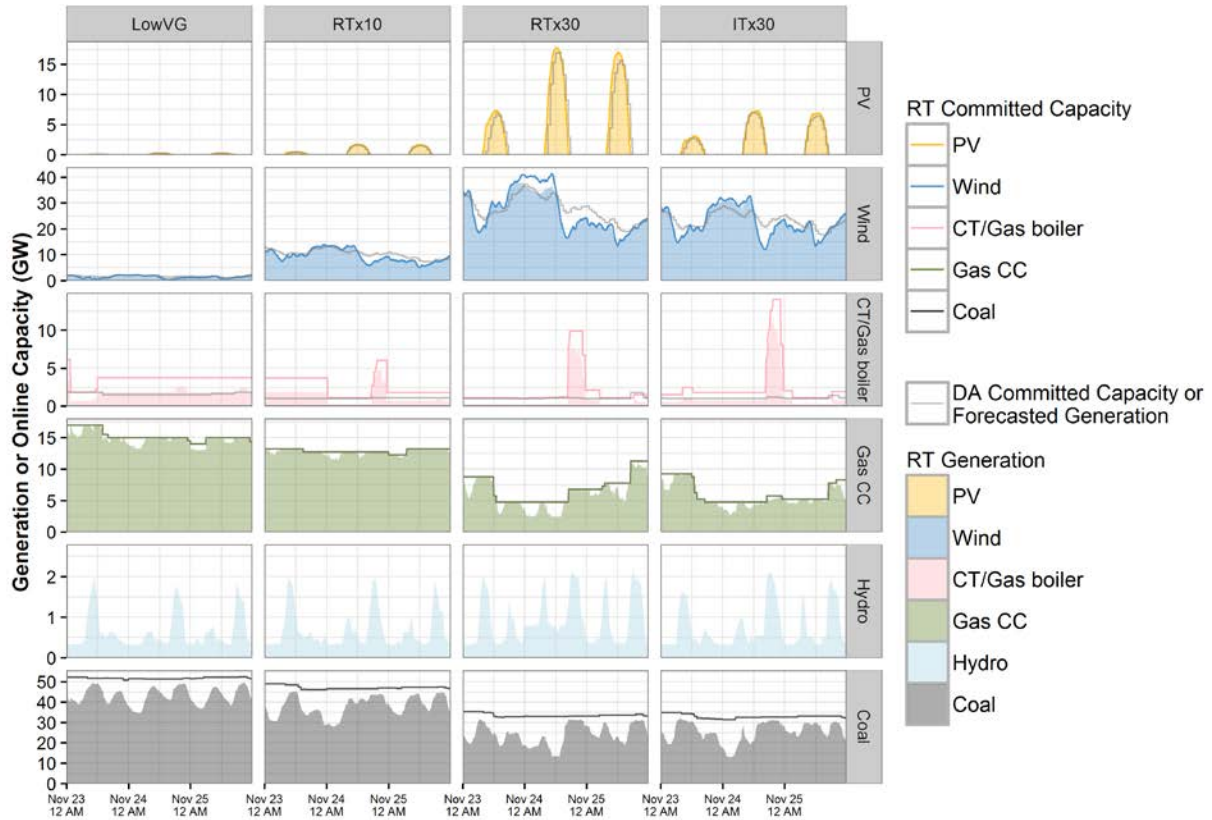 LowVG RTx10 RTx30 ITx30
Generation or Online Capacity (GW)
15
10
5
0
PV
40
30
20
10
0
Wind
10
5
0
CT/Gas boiler
15
10
5
0
Gas CC
2
1
0
Hydro
50
40
30
20
10
0
Coal
Nov 23 Nov 24 Nov 25 Nov 23 Nov 24 Nov 25 Nov 23 Nov 24 Nov 25 Nov 23 Nov 24 Nov 25
12 AM 12 AM 12 AM 12 AM 12 AM 12 AM 12 AM 12 AM 12 AM 12 AM 12 AM 12 AM
RT Committed Capacity
PV
Wind
CT/Gas boiler
Gas CC
Coal
DA Committed Capacity or
Forecasted Generation
RT Generation
PV
Wind
CT/Gas boiler
Gas CC
Hydro
Coal